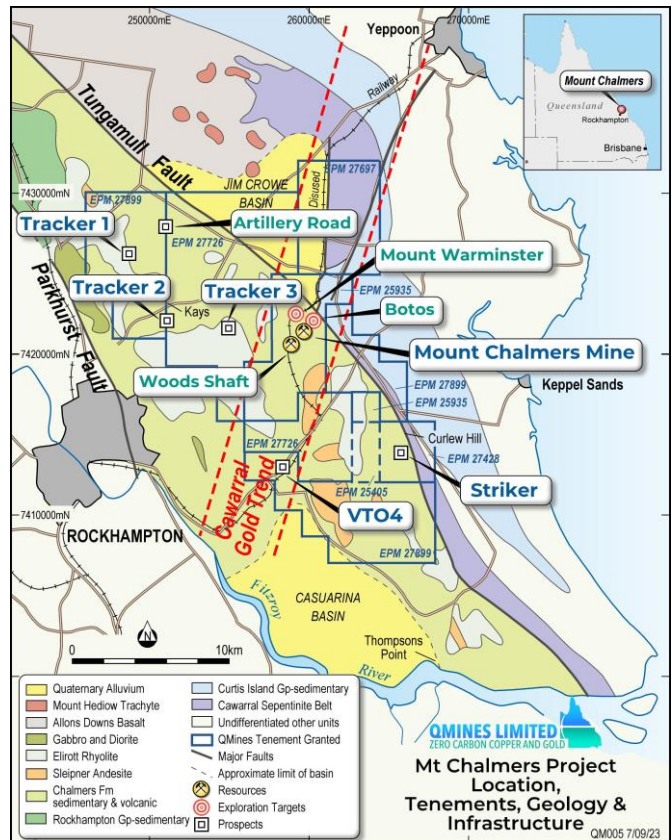 250000mE
260000mE
270000mE
Yeppoon
Mount Chalmers
Queensland
Rockhampton
Brisbane
Railway
Tungamull Fault
EPM 27697
7430000mN
EPM 27899
JIM CROWE
BASIN
Disused
Tracker 1
Artillery Road
EPM 27726
Mount Warminster
Parkhurst Fault
Tracker 2
Tracker 3
EPM 25935
Kays
Botos
7420000mN
Mount Chalmers Mine
Woods Shaft
Keppel Sands
EPM 27899
EPM 25935
EPM 27726
Curlew Hill
EPM 27428
Cawarral
Gold Trend
EPM 25405
Striker
VTO4
7410000mN
ROCKHAMPTON
EPM 27899
Fitzroy
CASUARINA
BASIN
N
Thompsons
Point
River
0
10km
Quaternary Alluvium
Mount Hediow Trachyte
Allons Downs Basalt
Gabbro and Diorite
Elirott Rhyolite
Sleipner Andesite
Chalmers Fm
sedimentary & volcanic
Rockhampton Gp-sedimentary
Curtis Island Gp-sedimentary
Cawarral Sepentinite Belt
Undifferentiated other units
QMines Tenement Granted
Major Faults
Approximate limit of basin
Resources
Exploration Targets
Prospects
QMINES LIMITED
ZERO CARBON COPPER AND GOLD
Mt Chalmers Project
Location,
Tenements, Geology &
Infrastructure
QM005 7/09/23